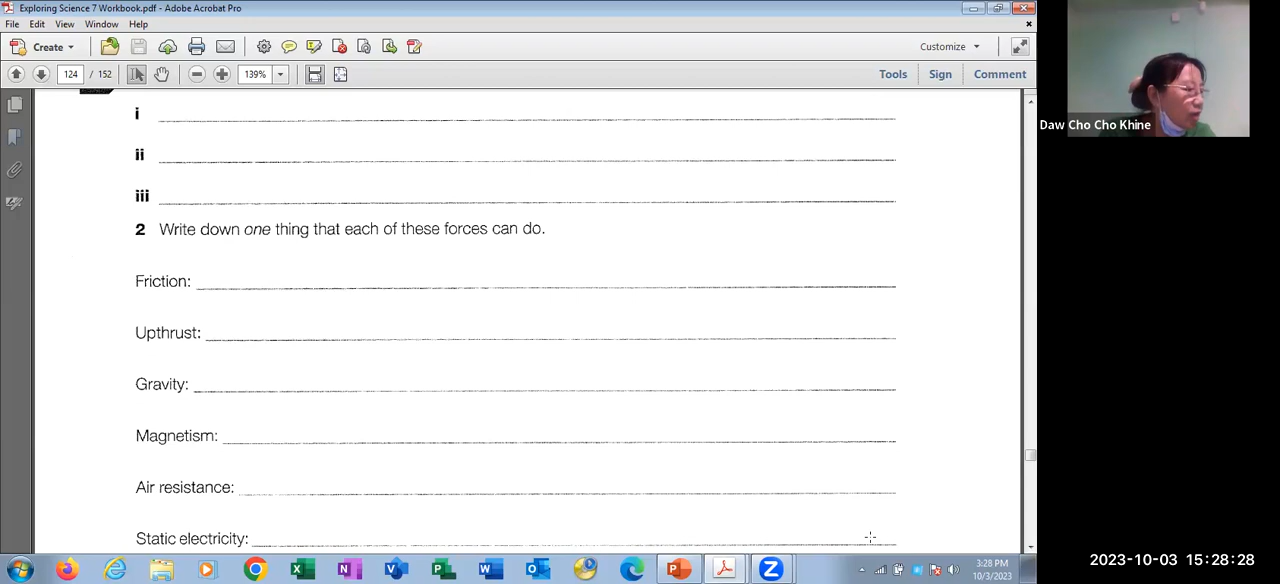 Exploring Science 7 Workbook.pdf - Adobe Acrobat Pro
File Edit View Window Help
Create
Customize
124 / 152
139%
Tools Sign Comment
Daw Cho Cho Khine
i
ii
iii
2 Write down one thing that each of these forces can do.
Friction:
Upthrust:
Gravity:
Magnetism:
Air resistance:
Static electricity:
3:28 PM
10/3/2023
2023-10-03 15:28:28